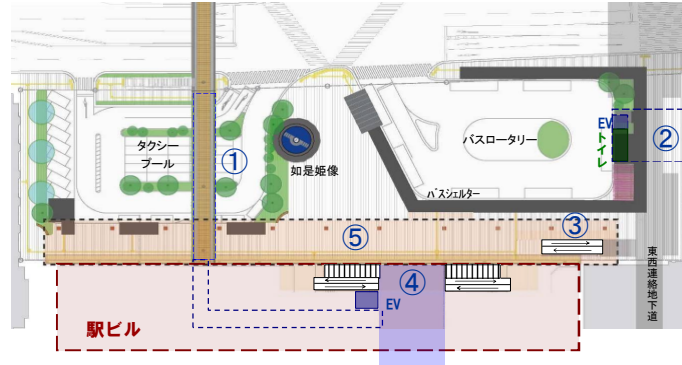 タクシー
プール
①
如是姫像
バスロータリー
バスシェルター
EV
トイレ
②
③
⑤
④
EV
東西連絡地下道
駅ビル